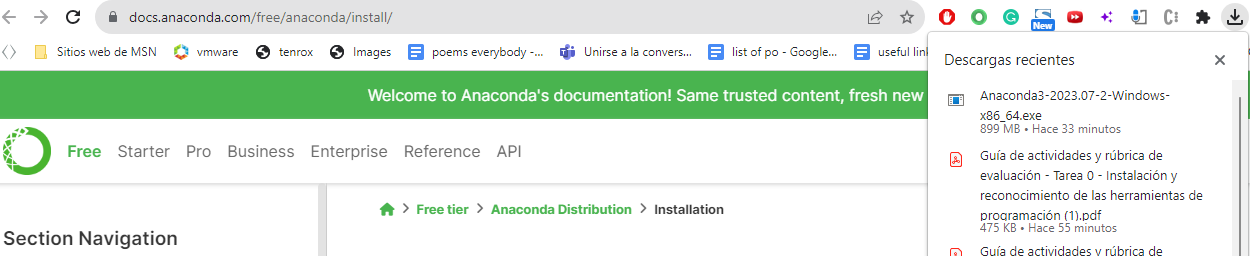 docs.anaconda.com/free/anaconda/install/
New
Sitios web de MSN
vmware
tenrox
Images
poems everybody -...
Unirse a la convers...
list of po - Google...
useful link
Descargas recientes
Anaconda3-2023.07-2-Windows-
x86_64.exe
899 MB • Hace 33 minutos
Guía de actividades y rúbrica de
evaluación - Tarea 0 - Instalación y
reconocimiento de las herramientas de
programación (1).pdf
475 KB • Hace 55 minutos
Guía de actividades y rúbrica de
Welcome to Anaconda's documentation! Same trusted content, fresh new
Free Starter Pro Business Enterprise Reference API
Free tier > Anaconda Distribution > Installation
Section Navigation